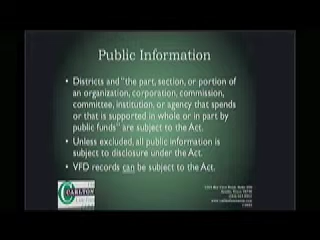 Public Information
• Districts and "the part, section, or portion of
an organization, corporation, commission,
committee, institution, or agency that spends
or that is supported in whole or in part by
public funds" are subject to the Act.
• Unless excluded, all public information is
subject to disclosure under the Act.
• VFD records can be subject to the Act.
CARLTON